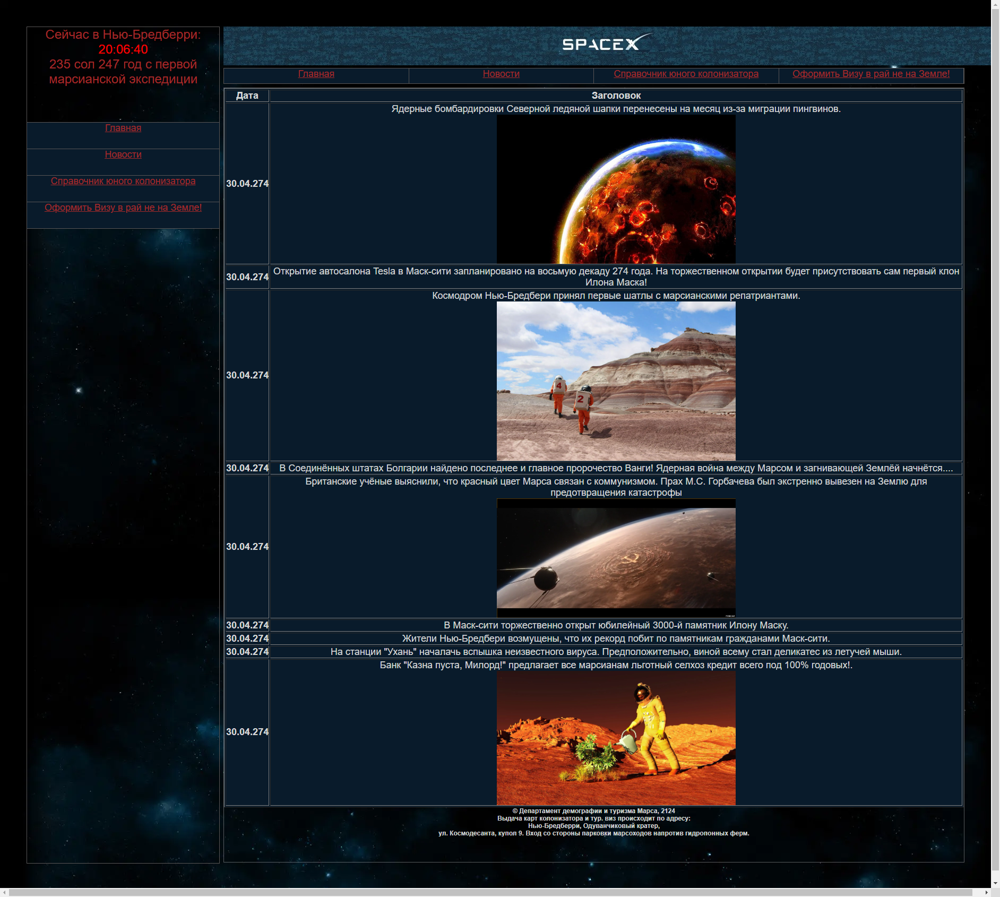 Сейчас в Нью-Бредберри:
20:06:40
235 сол 247 год с первой
марсианской экспедиции
Главная
Новости
Справочник юного колонизатора
Оформить Визу в рай не на Земле!
SPACEX
Главная
Новости
Справочник юного колонизатора
Оформить Визу в рай не на Земле!
Дата
Заголовок
30.04.274
Ядерные бомбардировки Северной ледяной шапки перенесены на месяц из-за миграции пингвинов.
30.04.274
Открытие автосалона Tesla в Маск-сити запланировано на восьмую декаду 274 года. На торжественном открытии будет присутствовать сам первый клон
Илона Маска!
30.04.274
Космодром Нью-Бредбери принял первые шатлы с марсианскими репатриантами.
4
2
30.04.274
В Соединённых штатах Болгарии найдено последнее и главное пророчество Ванги! Ядерная война между Марсом и загнивающей Землёй начнётся....
30.04.274
Британские учёные выяснили, что красный цвет Марса связан с коммунизмом. Прах М.С. Горбачева был экстренно вывезен на Землю для
предотвращения катастрофы
30.04.274
В Маск-сити торжественно открыт юбилейный 3000-й памятник Илону Маску.
30.04.274
Жители Нью-Бредбери возмущены, что их рекорд побит по памятникам гражданами Маск-сити.
30.04.274
На станции "Ухань" началачь вспышка неизвестного вируса. Предположительно, виной всему стал деликатес из летучей мыши.
30.04.274
Банк "Казна пуста, Милорд!" предлагает все марсианам льготный селхоз кредит всего под 100% годовых!.
© Департамент демографии и туризма Марса, 2124
Выдача карт колонизатора и тур. виз происходит по адресу:
Нью-Бредберри, Одуванчиковый кратер,
ул. Космодесанта, купол 9. Вход со стороны парковки марсоходов напротив гидропонных ферм.